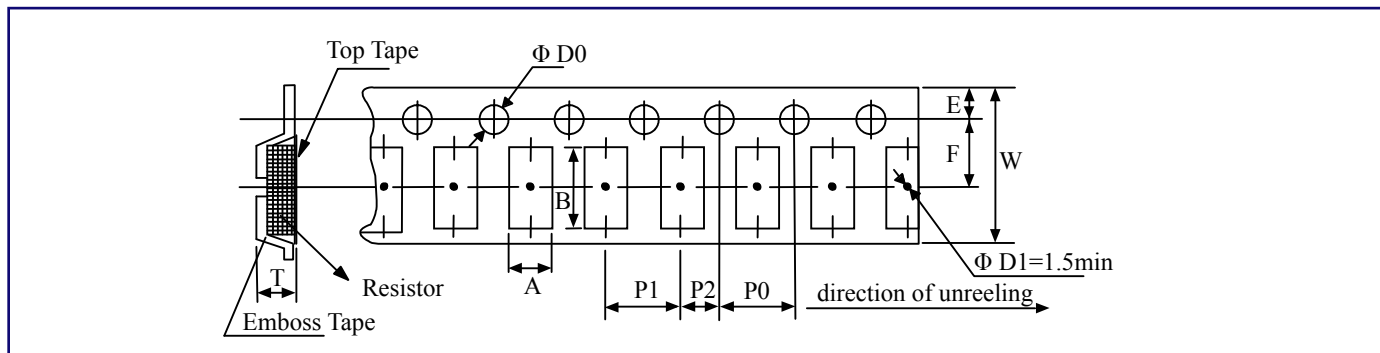 Top Tape
Φ D0
E
F
W
B
T
A
Resistor
Emboss Tape
P1
P2
P0
Φ D1=1.5min
direction of unreeling